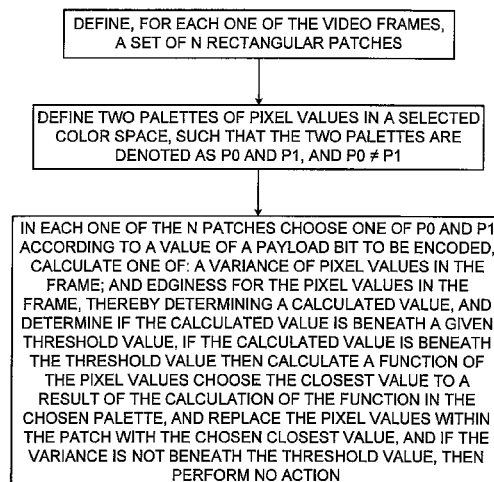 DEFINE, FOR EACH ONE OF THE VIDEO FRAMES,
A SET OF N RECTANGULAR PATCHES
DEFINE TWO PALETTES OF PIXEL VALUES IN A SELECTED
COLOR SPACE, SUCH THAT THE TWO PALETTES ARE
DENOTED AS P0 AND P1, AND P0 ≠ P1
IN EACH ONE OF THE N PATCHES CHOOSE ONE OF P0 AND P1
ACCORDING TO A VALUE OF A PAYLOAD BIT TO BE ENCODED,
CALCULATE ONE OF: A VARIANCE OF PIXEL VALUES IN THE
FRAME; AND EDGINESS FOR THE PIXEL VALUES IN THE
FRAME, THEREBY DETERMINING A CALCULATED VALUE, AND
DETERMINE IF THE CALCULATED VALUE IS BENEATH A GIVEN
THRESHOLD VALUE, IF THE CALCULATED VALUE IS BENEATH
THE THRESHOLD VALUE THEN CALCULATE A FUNCTION OF
THE PIXEL VALUES CHOOSE THE CLOSEST VALUE TO A
RESULT OF THE CALCULATION OF THE FUNCTION IN THE
CHOSEN PALETTE, AND REPLACE THE PIXEL VALUES WITHIN
THE PATCH WITH THE CHOSEN CLOSEST VALUE, AND IF THE
VARIANCE IS NOT BENEATH THE THRESHOLD VALUE, THEN
PERFORM NO ACTION